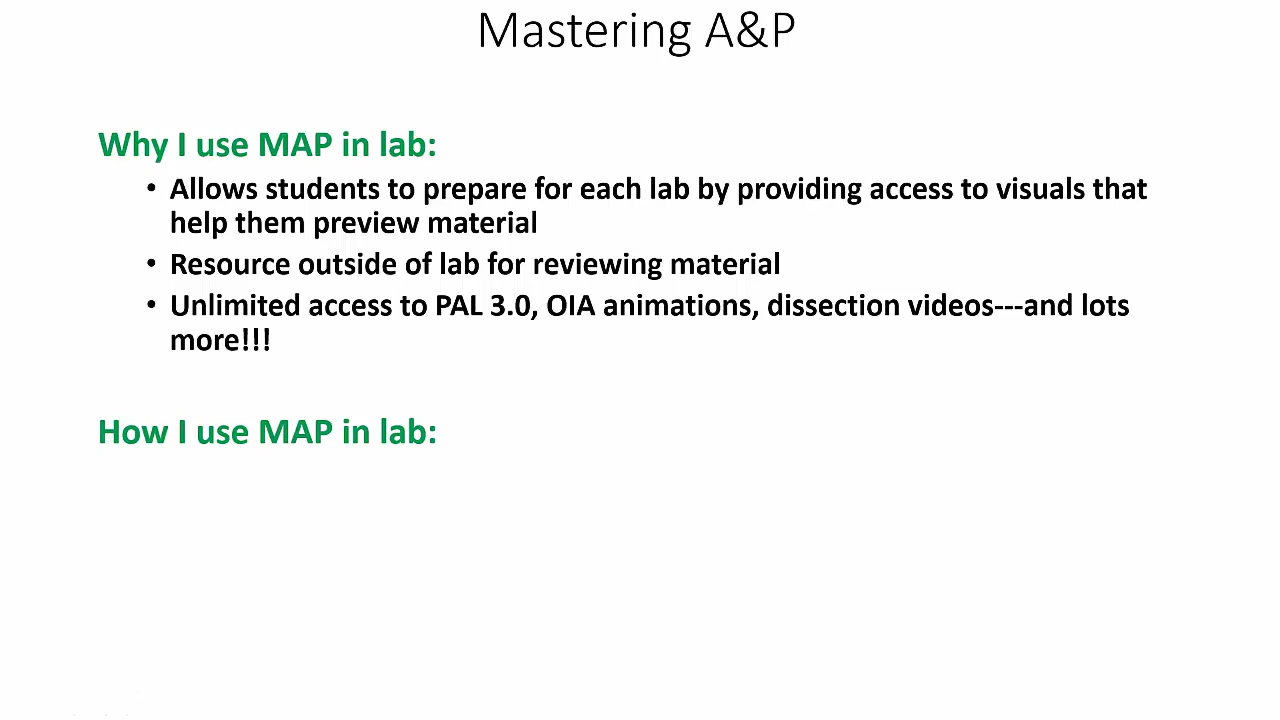 Mastering A&P
Why I use MAP in lab:
• Allows students to prepare for each lab by providing access to visuals that
help them preview material
• Resource outside of lab for reviewing material
• Unlimited access to PAL 3.0, OIA animations, dissection videos---and lots
more!!!
How I use MAP in lab: